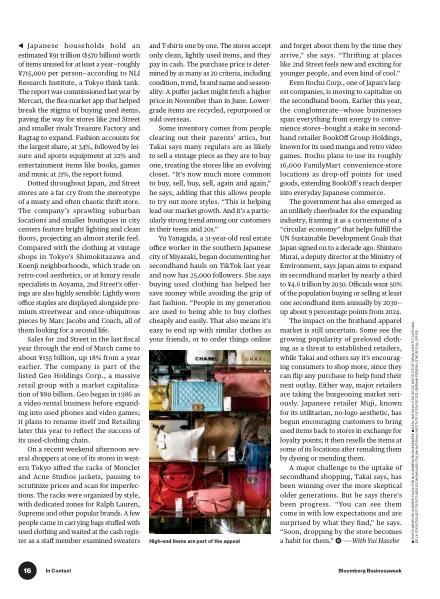 ◀ Japanese households hold an
estimated ¥91 trillion ($570 billion) worth
of items unused for at least a year—roughly
¥715,000 per person—according to NLI
Research Institute, a Tokyo think tank.
The report was commissioned last year by
Mercari, the flea-market app that helped
break the stigma of buying used items,
paving the way for stores like 2nd Street
and smaller rivals Treasure Factory and
Ragtag to expand. Fashion accounts for
the largest share, at 34%, followed by lei-
sure and sports equipment at 22% and
entertainment items like books, games
and music at 21%, the report found.
Dotted throughout Japan, 2nd Street
stores are a far cry from the stereotype
of a musty and often chaotic thrift store.
The company's sprawling suburban
locations and smaller boutiques in city
centers feature bright lighting and clean
floors, projecting an almost sterile feel.
Compared with the clothing at vintage
shops in Tokyo's Shimokitazawa and
Koenji neighborhoods, which trade on
retro-cool aesthetics, or at luxury resale
specialists in Aoyama, 2nd Street's offer-
ings are also highly sensible: Lightly worn
office staples are displayed alongside pre-
mium streetwear and once-ubiquitous
pieces by Marc Jacobs and Coach, all of
them looking for a second life.
Sales for 2nd Street in the last fiscal
year through the end of March came to
about ¥155 billion, up 18% from a year
earlier. The company is part of the
listed Geo Holdings Corp., a massive
retail group with a market capitaliza-
tion of $80 billion. Geo began in 1986 as
a video-rental business before expand-
ing into used phones and video games;
it plans to rename itself 2nd Retailing
later this year to reflect the success of
its used-clothing chain.
On a recent weekend afternoon sev-
eral shoppers at one of its stores in west-
ern Tokyo sifted the racks of Moncler
and Acne Studios jackets, pausing to
scrutinize prices and scan for imperfec-
tions. The racks were organized by style,
with dedicated zones for Ralph Lauren,
Supreme and other popular brands. A few
people came in carrying bags stuffed with
used clothing and waited at the cash regis-
ter as a staff member examined sweaters
and T-shirts one by one. The stores accept
only clean, lightly used items, and they
pay in cash. The purchase price is deter-
mined by as many as 20 criteria, including
condition, trend, brand name and season-
ality: A puffer jacket might fetch a higher
price in November than in June. Lower-
grade items are recycled, repurposed or
sold overseas.
Some inventory comes from people
clearing out their parents' attics, but
Takai says many regulars are as likely
to sell a vintage piece as they are to buy
one, treating the stores like an evolving
closet. “It's now much more common
to buy, sell, buy, sell, again and again,”
he says, adding that this allows people
to try out more styles. “This is helping
lead our market growth. And it's a partic-
ularly strong trend among our customers
in their teens and 20s.”
Yu Yanagida, a 31-year-old real estate
office worker in the southern Japanese
city of Miyazaki, began documenting her
secondhand hauls on TikTok last year
and now has 25,000 followers. She says
buying used clothing has helped her
save money while avoiding the grip of
fast fashion. “People in my generation
are used to being able to buy clothes
cheaply and easily. That also means it's
easy to end up with similar clothes as
your friends, or to order things online
CHANEL
CHANEL
High-end items are part of the appeal
and forget about them by the time they
arrive,” she says. “Thrifting at places
like 2nd Street feels new and exciting for
younger people, and even kind of cool.”
Even Itochu Corp., one of Japan's larg-
est companies, is moving to capitalize on
the secondhand boom. Earlier this year,
the conglomerate—whose businesses
span everything from energy to conve-
nience stores—bought a stake in second-
hand retailer BookOff Group Holdings,
known for its used manga and retro video
games. Itochu plans to use its roughly
16,000 FamilyMart convenience-store
locations as drop-off points for used
goods, extending BookOff's reach deeper
into everyday Japanese commerce.
The government has also emerged as
an unlikely cheerleader for the expanding
industry, framing it as a cornerstone of a
“circular economy” that helps fulfill the
UN Sustainable Development Goals that
Japan signed on to a decade ago. Shintaro
Murai, a deputy director at the Ministry of
Environment, says Japan aims to expand
its secondhand market by nearly a third
to ¥4.6 trillion by 2030. Officials want 50%
of the population buying or selling at least
one secondhand item annually by 2030—
up about 9 percentage points from 2024.
The impact on the firsthand apparel
market is still uncertain. Some see the
growing popularity of preloved cloth-
ing as a threat to established retailers,
while Takai and others say it's encourag-
ing consumers to shop more, since they
can flip any purchase to help fund their
next outlay. Either way, major retailers
are taking the burgeoning market seri-
ously. Japanese retailer Muji, known
for its utilitarian, no-logo aesthetic, has
begun encouraging customers to bring
used items back to stores in exchange for
loyalty points; it then resells the items at
some of its locations after remaking them
by dyeing or mending them.
A major challenge to the uptake of
secondhand shopping, Takai says, has
been winning over the more skeptical
older generations. But he says there's
been progress. “You can see them
come in with low expectations and are
surprised by what they find,” he says.
“Soon, dropping by the store becomes
a habit for them.” —With Yui Hasebe
16
In Context
Bloomberg Businessweek